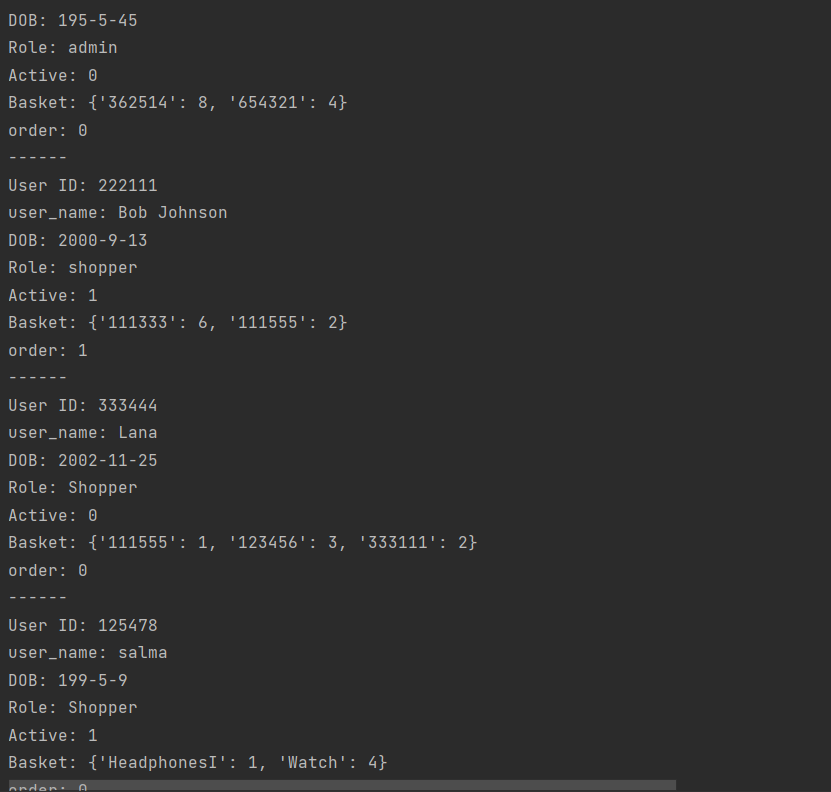 DOB: 195-5-45
Role: admin
Active: 0
Basket: {'362514': 8, '654321': 4}
order: 0
------
User ID: 222111
user_name: Bob Johnson
DOB: 2000-9-13
Role: shopper
Active: 1
Basket: {'111333': 6, '111555': 2}
order: 1
------
User ID: 333444
user_name: Lana
DOB: 2002-11-25
Role: Shopper
Active: 0
Basket: {'111555': 1, '123456': 3, '333111': 2}
order: 0
------
User ID: 125478
user_name: salma
DOB: 199-5-9
Role: Shopper
Active: 1
Basket: {'HeadphonesI': 1, 'Watch': 4}
order: 0